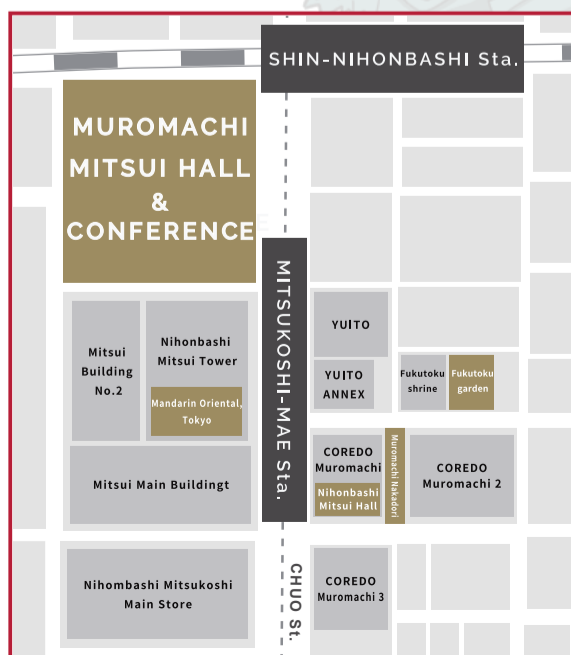 SHIN-NIHONBASHI Sta.
MUROMACHI
MITSUI HALL
&
CONFERENCE
MITSUKOSHI-MAE Sta.
Mitsui
Building
No.2
Nihonbashi
Mitsui Tower
Mandarin Oriental,
Tokyo
Mitsui Main Buildingt
Nihombashi Mitsukoshi
Main Store
YUITO
YUITO
ANNEX
Fukutoku
shrine
Fukutoku
garden
COREDO
Muromachi
Nihonbashi
Mitsui Hall
Muromachi Nakadori
COREDO
Muromachi 2
CHUO St.
COREDO
Muromachi 3